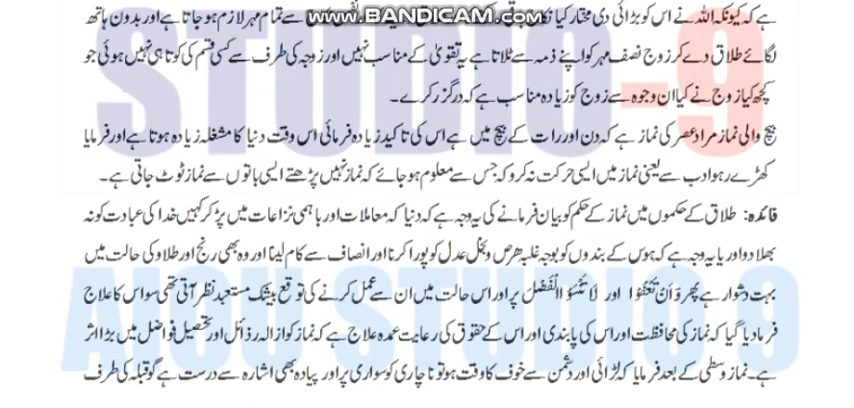 www.BANDICAM.com
ہے کہ کیونکہ اللہ نے اس کو بڑائی دی مختار کیا نکاح سے تمام مہر لازم ہو جاتا ہے اور بدون ہاتھ
لگائے طلاق دے کر زوج نصف مہر کو اپنے ذمہ سے ٹلاتا ہے یہ تقویٰ کے مناسب نہیں اور زوجہ کی طرف سے کسی قسم کی کوتاہی نہیں ہوئی جو
کچھ کیا زوج نے کیا ان وجوہ سے زوج کو زیادہ مناسب ہے کہ درگزر کرے۔
بیچ والی نماز مراد عصر کی نماز ہے کہ دن اور رات کے بیچ میں ہے اس کی تاکید زیادہ فرمائی اس وقت دنیا کا مشغلہ زیادہ ہوتا ہے اور فرمایا
کھڑے رہو ادب سے یعنی نماز میں ایسی حرکت نہ کرو کہ جس سے معلوم ہو جائے کہ نماز نہیں پڑھتے ایسی باتوں سے نماز ٹوٹ جاتی ہے۔
فائدہ: طلاق کے حکموں میں نماز کے حکم کو بیان فرمانے کی یہ وجہ ہے کہ دنیا کہ معاملات اور باہمی نزاعات میں پڑ کر کہیں خدا کی عبادت کو نہ
بھلا دو اور یا یہ وجہ ہے کہ ہوس کے بندوں کو بوجہ غلبہ حرص و بخل عدل کو پورا کرنا اور انصاف سے کام لینا اور وہ بھی رنج اور طلاو کی حالت میں
بہت دشوار ہے پھر وَاَنْ تَعْفُوْٓا اور لَا تَنْسَوُا الْفَضْلَ پر اور اس حالت میں ان سے عمل کرنے کی توقع بیشک مستبعید نظر آتی تھی سو اس کا علاج
فرما دیا گیا کہ نماز کی محافظت اور اس کی پابندی اور اس کے حقوق کی رعایت عمدہ علاج ہے کہ نماز کو ازالہ رذائل اور تحصیل فواضل میں بڑا اثر
ہے۔ نماز وسطی کے بعد فرمایا کہ لڑائی اور دشمن سے خوف کا وقت ہو تو ناچاری کو سواری پر اور پیادہ بھی اشارہ سے درست ہے گو قبلہ کی طرف
STUDIO-9
AIOU STUDIO 9